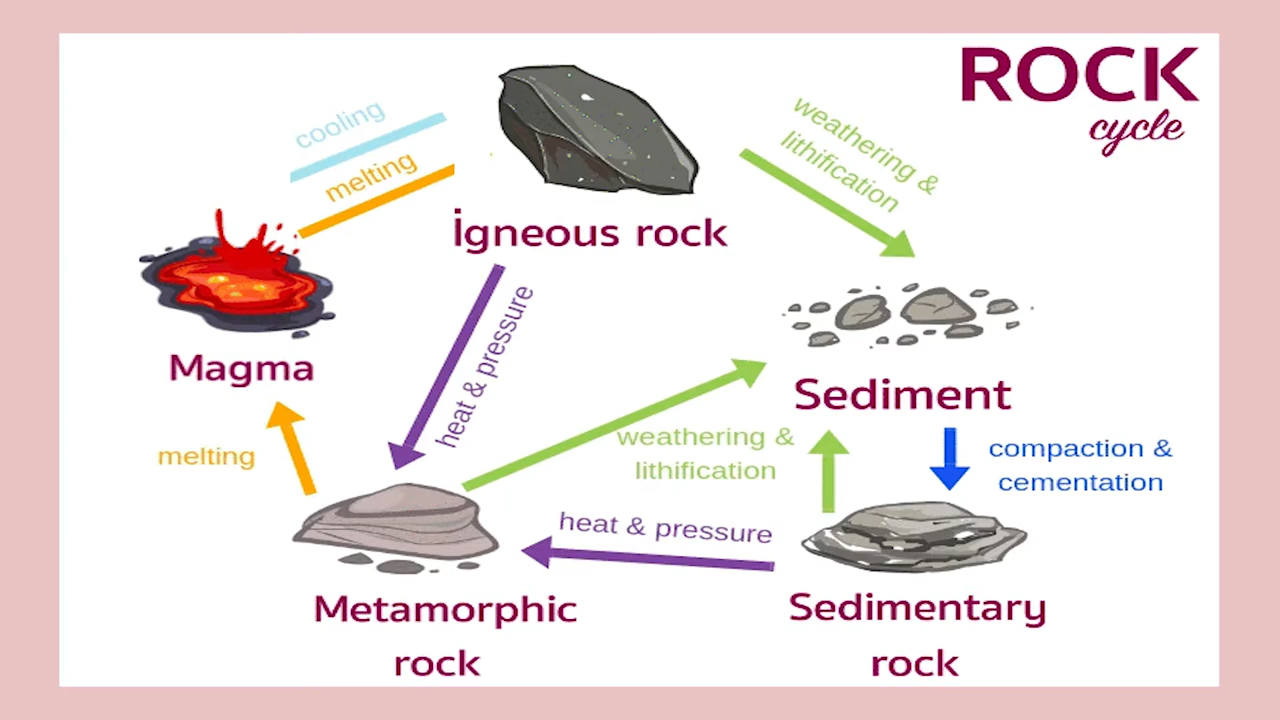 ROCK
cycle
cooling
melting
weathering &
lithification
igneous rock
heat & pressure
Magma
Sediment
melting
weathering &
lithification
compaction &
cementation
heat & pressure
Metamorphic
rock
Sedimentary
rock